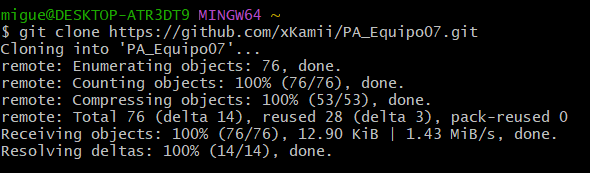 migue@DESKTOP-ATR3DT9 MINGW64 ~
$ git clone https://github.com/xKamii/PA_Equipo07.git
Cloning into 'PA_Equipo07'...
remote: Enumerating objects: 76, done.
remote: Counting objects: 100% (76/76), done.
remote: Compressing objects: 100% (53/53), done.
remote: Total 76 (delta 14), reused 28 (delta 3), pack-reused 0
Receiving objects: 100% (76/76), 12.90 KiB | 1.43 MiB/s, done.
Resolving deltas: 100% (14/14), done.